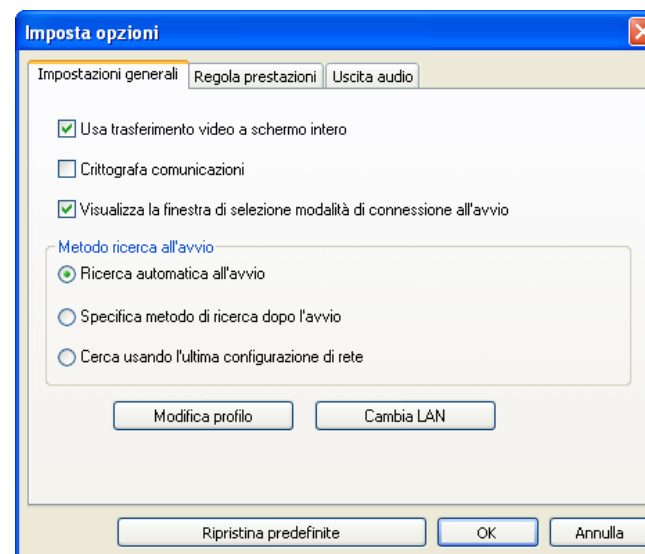 Imposta opzioni
Impostazioni generali Regola prestazioni Uscita audio
Usa trasferimento video a schermo intero
Crittografa comunicazioni
Visualizza la finestra di selezione modalità di connessione all'avvio
Metodo ricerca all'avvio
Ricerca automatica all'avvio
Specifica metodo di ricerca dopo l'avvio
Cerca usando l'ultima configurazione di rete
Modifica profilo Cambia LAN
Ripristina predefinite OK Annulla